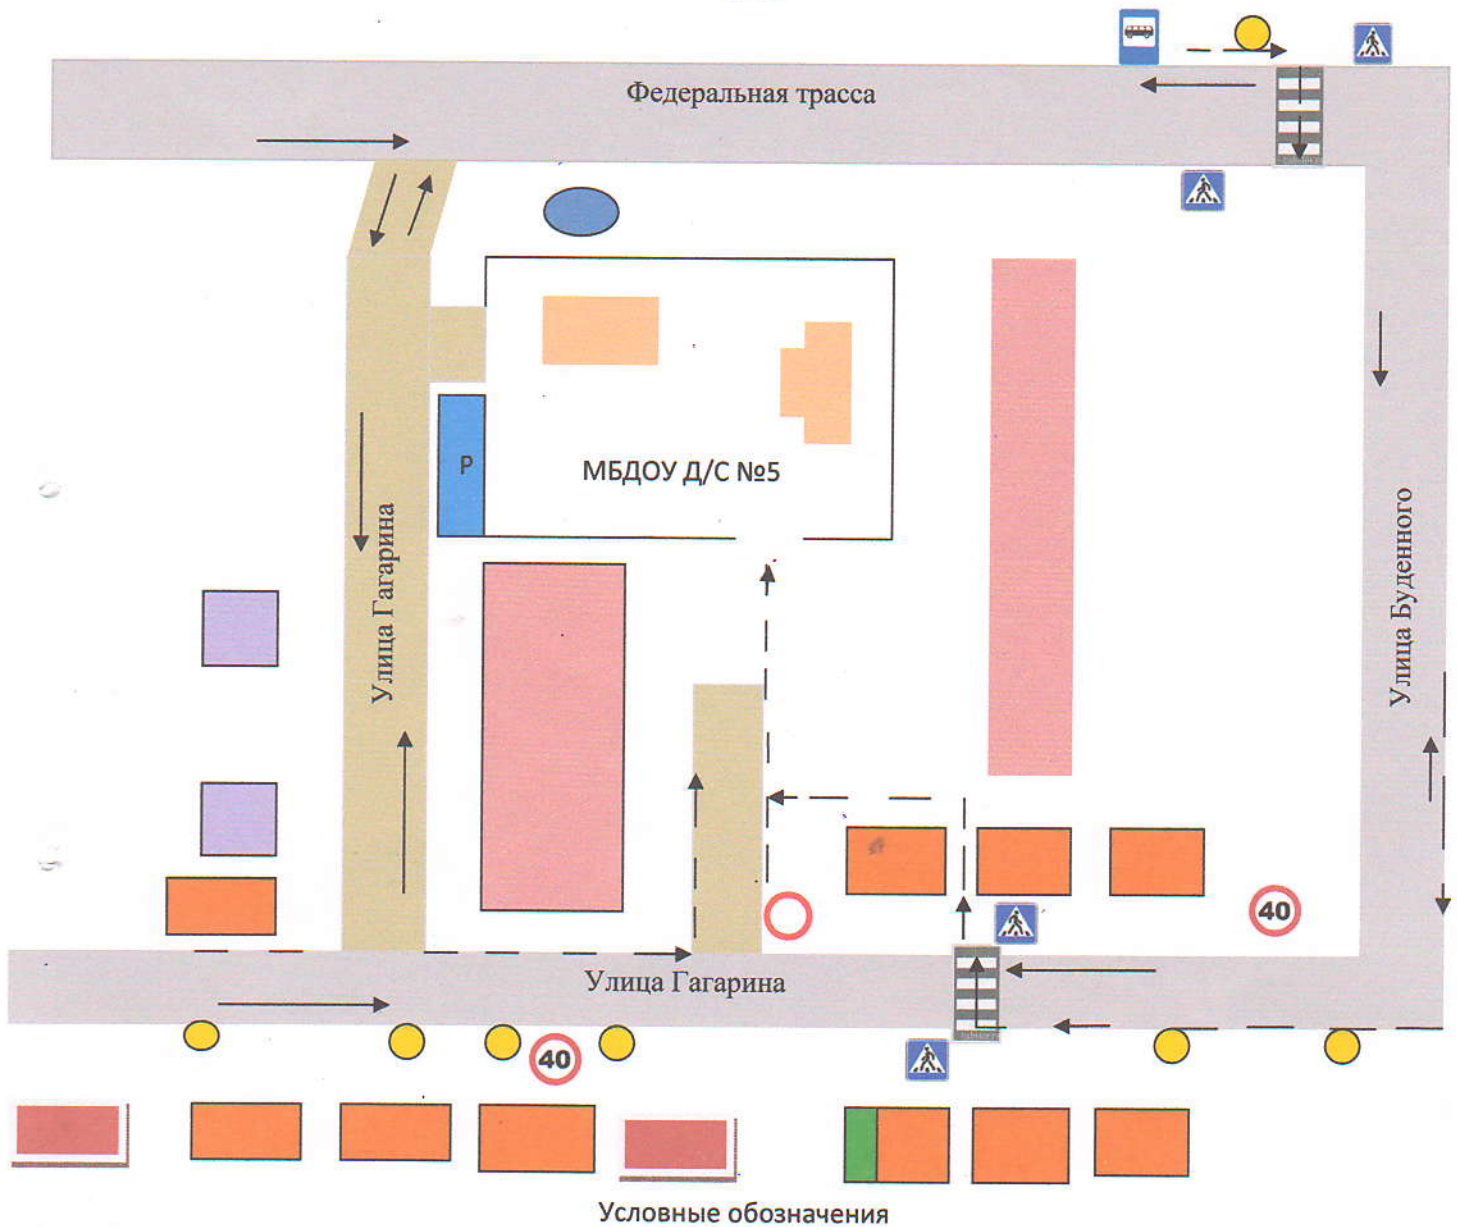 Федеральная трасса
P
МБДОУ Д/С №5
Улица Гагарина
Улица Буденного
40
Улица Гагарина
40
Условные обозначения